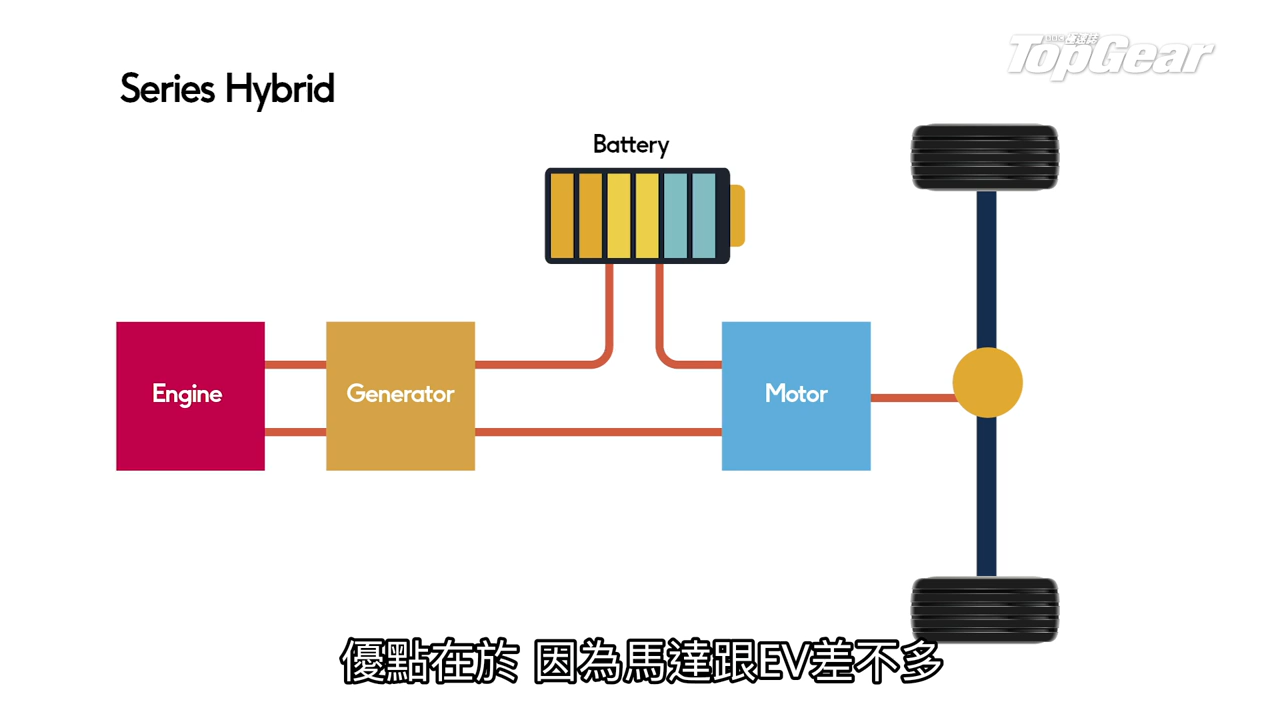 TopGear
Series Hybrid
Battery
Engine
Generator
Motor
優點在於 因為馬達跟EV差不多